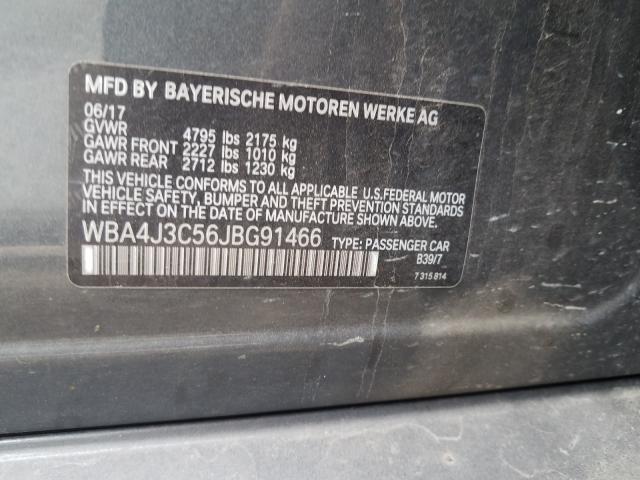 MFD BY BAYERISCHE MOTOREN WERKE AG
06/17
GVWR 4795 lbs 2175 kg
GAWR FRONT 2227 lbs 1010 kg
GAWR REAR 2712 lbs 1230 kg
THIS VEHICLE CONFORMS TO ALL APPLICABLE U.S.FEDERAL MOTOR
VEHICLE SAFETY, BUMPER AND THEFT PREVENTION STANDARDS
IN EFFECT ON THE DATE OF MANUFACTURE SHOWN ABOVE.
WBA4J3C56JBG91466 TYPE: PASSENGER CAR
B39/7
7 315 814